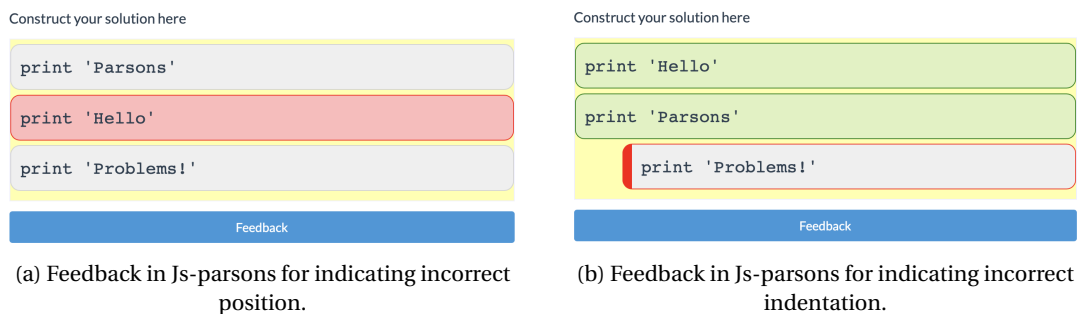 Construct your solution here
print 'Parsons'
print 'Hello'
print 'Problems!'
Feedback
(a) Feedback in Js-parsons for indicating incorrect
position.
Construct your solution here
print 'Hello'
print 'Parsons'
print 'Problems!'
Feedback
(b) Feedback in Js-parsons for indicating incorrect
indentation.